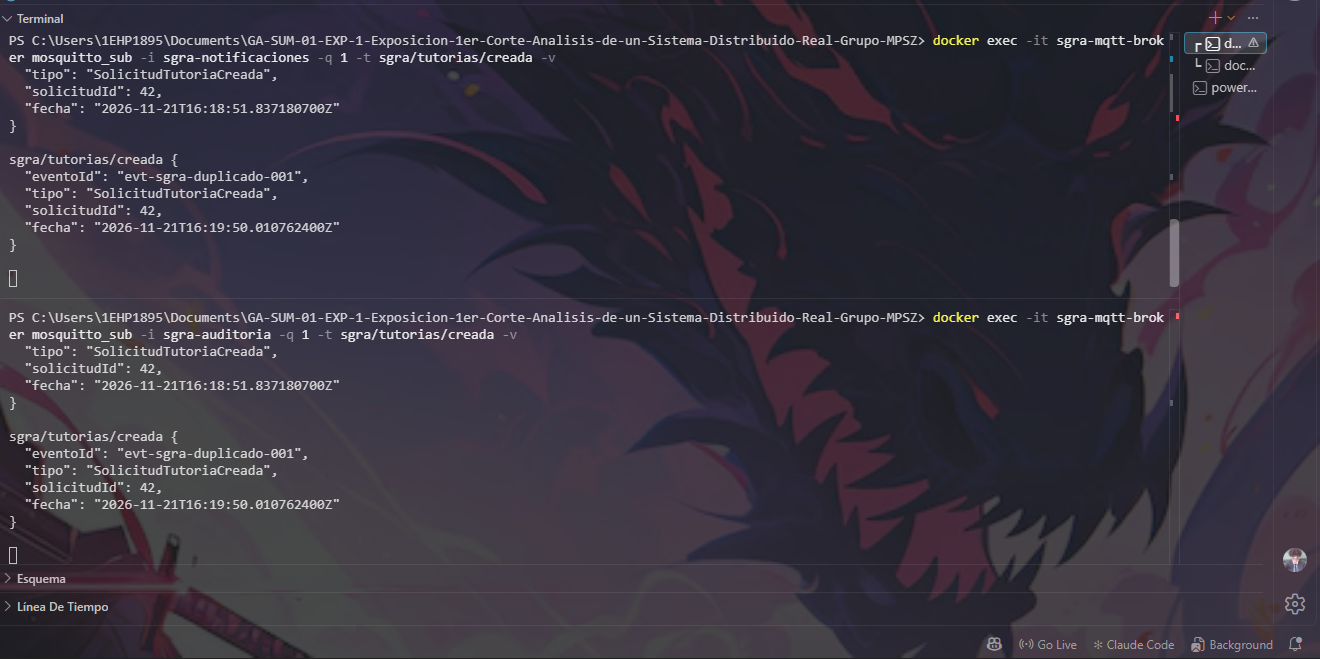 Terminal
PS C:\Users\1EHP1895\Documents\GA-SUM-01-EXP-1-Exposicion-1er-Corte-Analisis-de-un-Sistema-Distribuido-Real-Grupo-MPSZ> docker exec -it sgra-mqtt-brok
er mosquitto_sub -i sgra-notificaciones -q 1 -t sgra/tutorias/creada -v
"tipo": "SolicitudTutoriaCreada",
"solicitudId": 42,
"fecha": "2026-11-21T16:18:51.837180700Z"
}
sgra/tutorias/creada {
"eventoId": "evt-sgra-duplicado-001",
"tipo": "SolicitudTutoriaCreada",
"solicitudId": 42,
"fecha": "2026-11-21T16:19:50.010762400Z"
}
PS C:\Users\1EHP1895\Documents\GA-SUM-01-EXP-1-Exposicion-1er-Corte-Analisis-de-un-Sistema-Distribuido-Real-Grupo-MPSZ> docker exec -it sgra-mqtt-brok
er mosquitto_sub -i sgra-auditoria -q 1 -t sgra/tutorias/creada -v
"tipo": "SolicitudTutoriaCreada",
"solicitudId": 42,
"fecha": "2026-11-21T16:18:51.837180700Z"
}
sgra/tutorias/creada {
"eventoId": "evt-sgra-duplicado-001",
"tipo": "SolicitudTutoriaCreada",
"solicitudId": 42,
"fecha": "2026-11-21T16:19:50.010762400Z"
}
d...
doc...
power...
Esquema
Línea De Tiempo
Go Live
Claude Code
Background